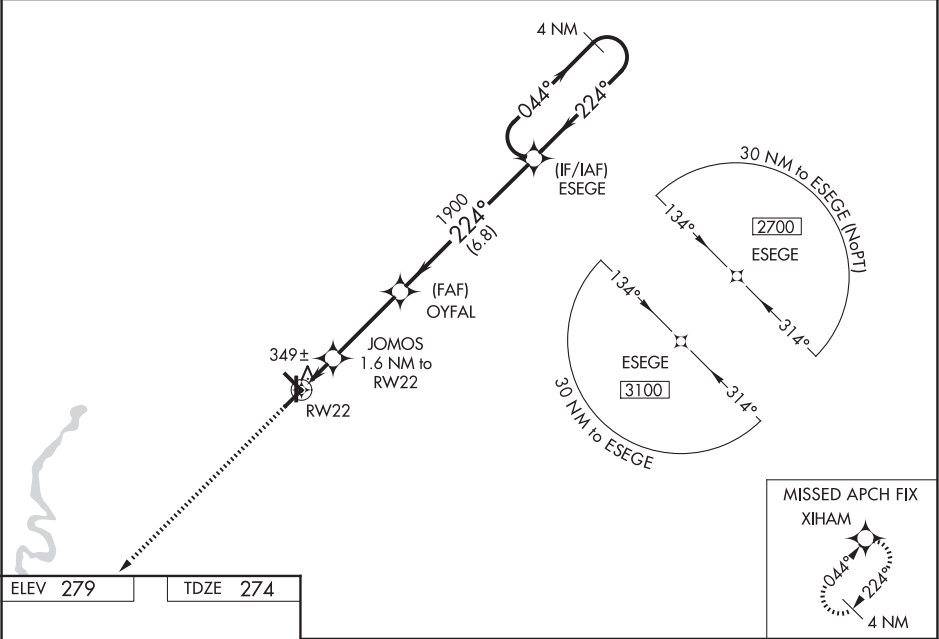 4 NM
044°
224°
(IF/IAF)
ESEGE
1900
224°
(6.8)
(FAF)
OYFAL
JOMOS
1.6 NM to
RW22
349±
RW22
30 NM to ESEGE (NoPT)
134°
2700
ESEGE
314°
134°
ESEGE
3100
314°
30 NM to ESEGE
MISSED APCH FIX
XIHAM
044°
224°
4 NM
ELEV 279
TDZE 274